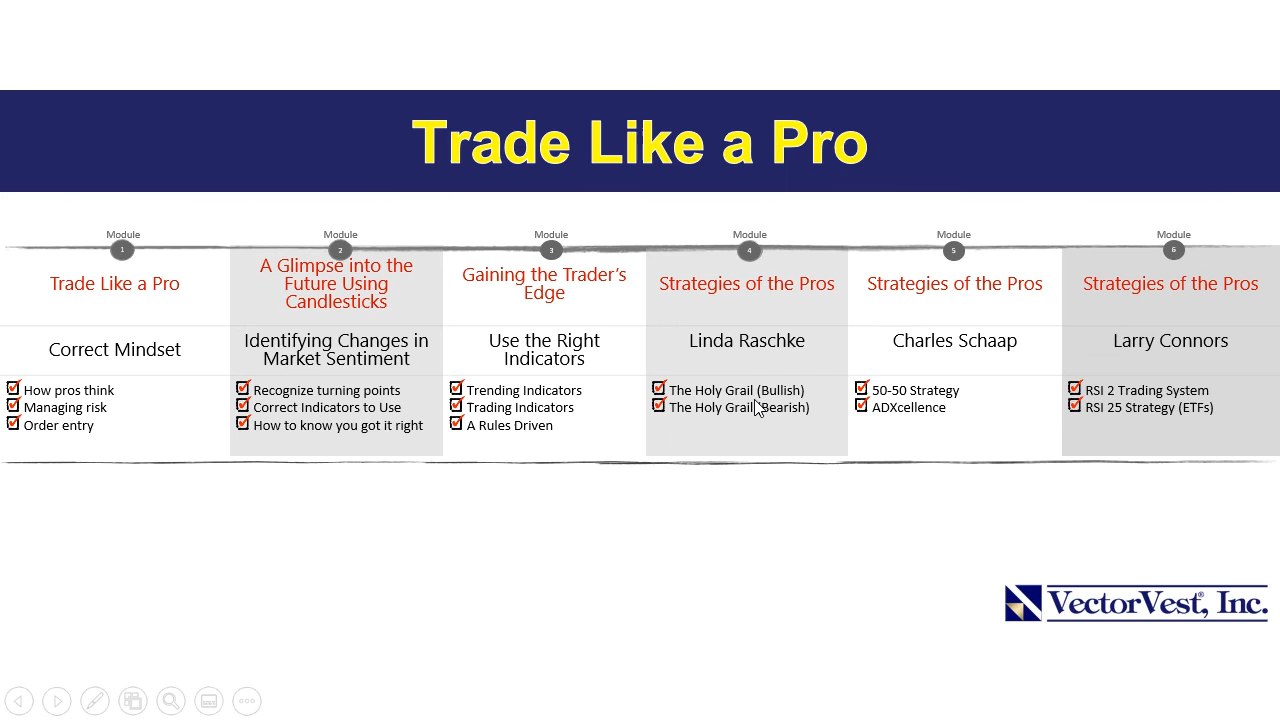 Trade Like a Pro
Module
1
Trade Like a Pro
Correct Mindset
How pros think
Managing risk
Order entry
Module
2
A Glimpse into the
Future Using
Candlesticks
Identifying Changes in
Market Sentiment
Recognize turning points
Correct Indicators to Use
How to know you got it right
Module
3
Gaining the Trader's
Edge
Use the Right
Indicators
Trending Indicators
Trading Indicators
A Rules Driven
Module
4
Strategies of the Pros
Linda Raschke
The Holy Grail (Bullish)
The Holy Grail (Bearish)
Module
5
Strategies of the Pros
Charles Schaap
50-50 Strategy
ADXcellence
Module
6
Strategies of the Pros
Larry Connors
RSI 2 Trading System
RSI 25 Strategy (ETFs)
VectorVest®, Inc.